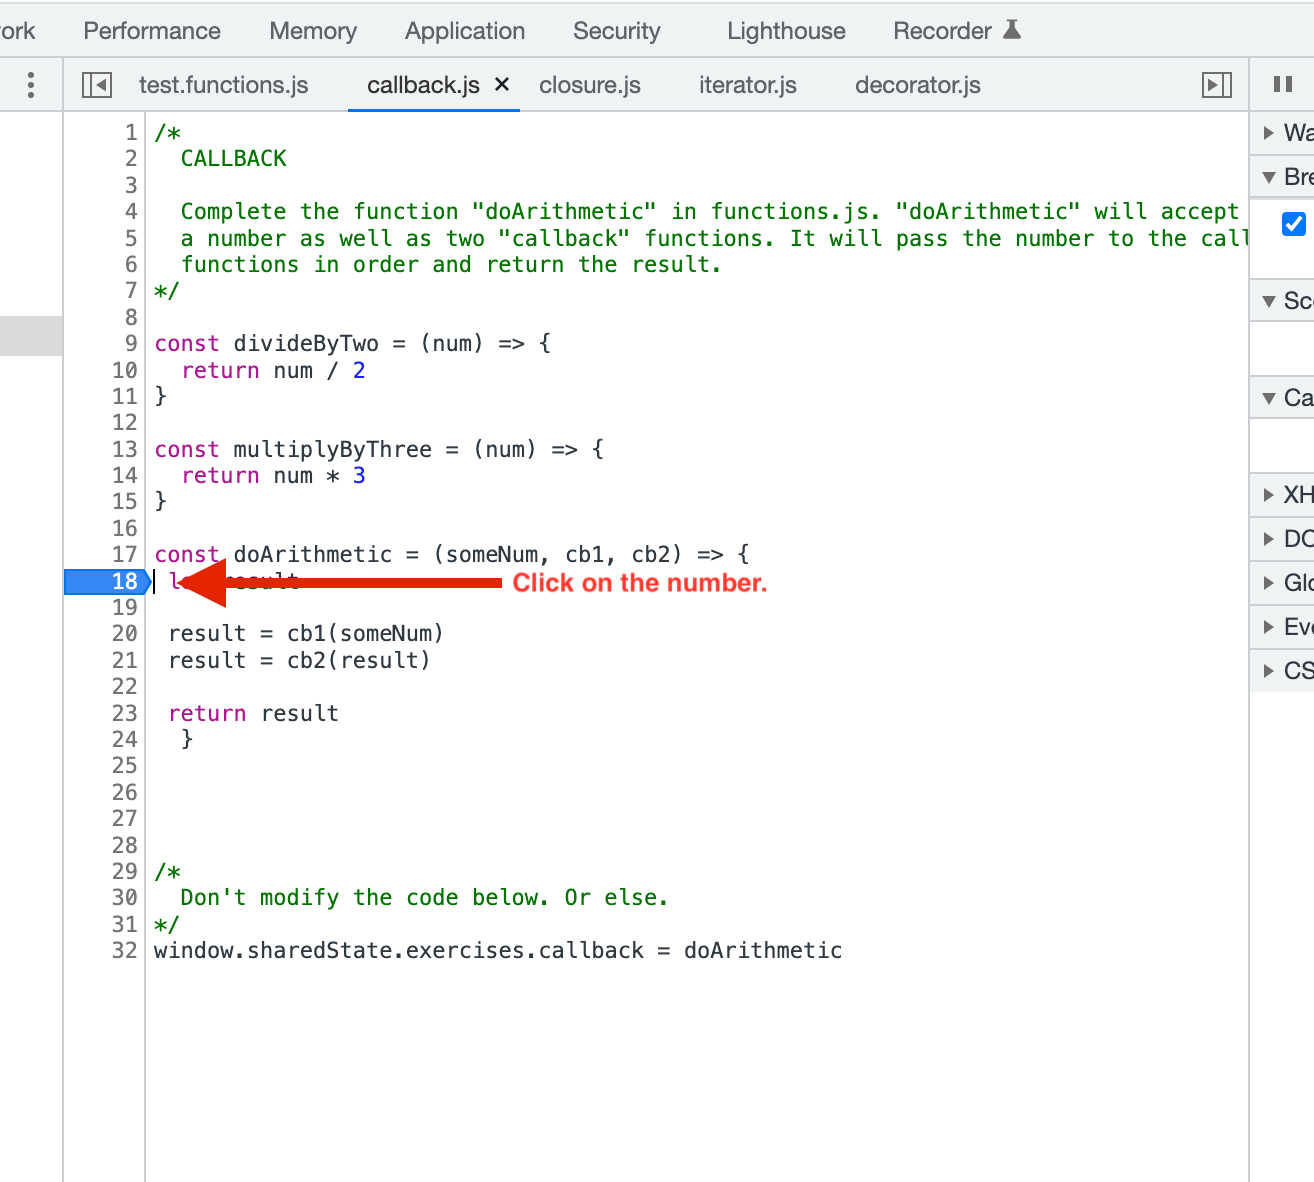 ork Performance Memory Application Security Lighthouse Recorder
test.functions.js callback.js × closure.js iterator.js decorator.js
Wa
Bre
Sc
Ca
XH
DO
Glo
Eve
CS
1 /*
2 CALLBACK
3
4 Complete the function "doArithmetic" in functions.js. "doArithmetic" will accept
5 a number as well as two "callback" functions. It will pass the number to the call
6 functions in order and return the result.
7 */
8
9 const divideByTwo = (num) => {
10 return num / 2
11 }
12
13 const multiplyByThree = (num) => {
14 return num * 3
15 }
16
17 const doArithmetic = (someNum, cb1, cb2) => {
18 result Click on the number.
19
20 result = cb1(someNum)
21 result = cb2(result)
22
23 return result
24 }
25
26
27
28
29 /*
30 Don't modify the code below. Or else.
31 */
32 window.sharedState.exercises.callback = doArithmetic